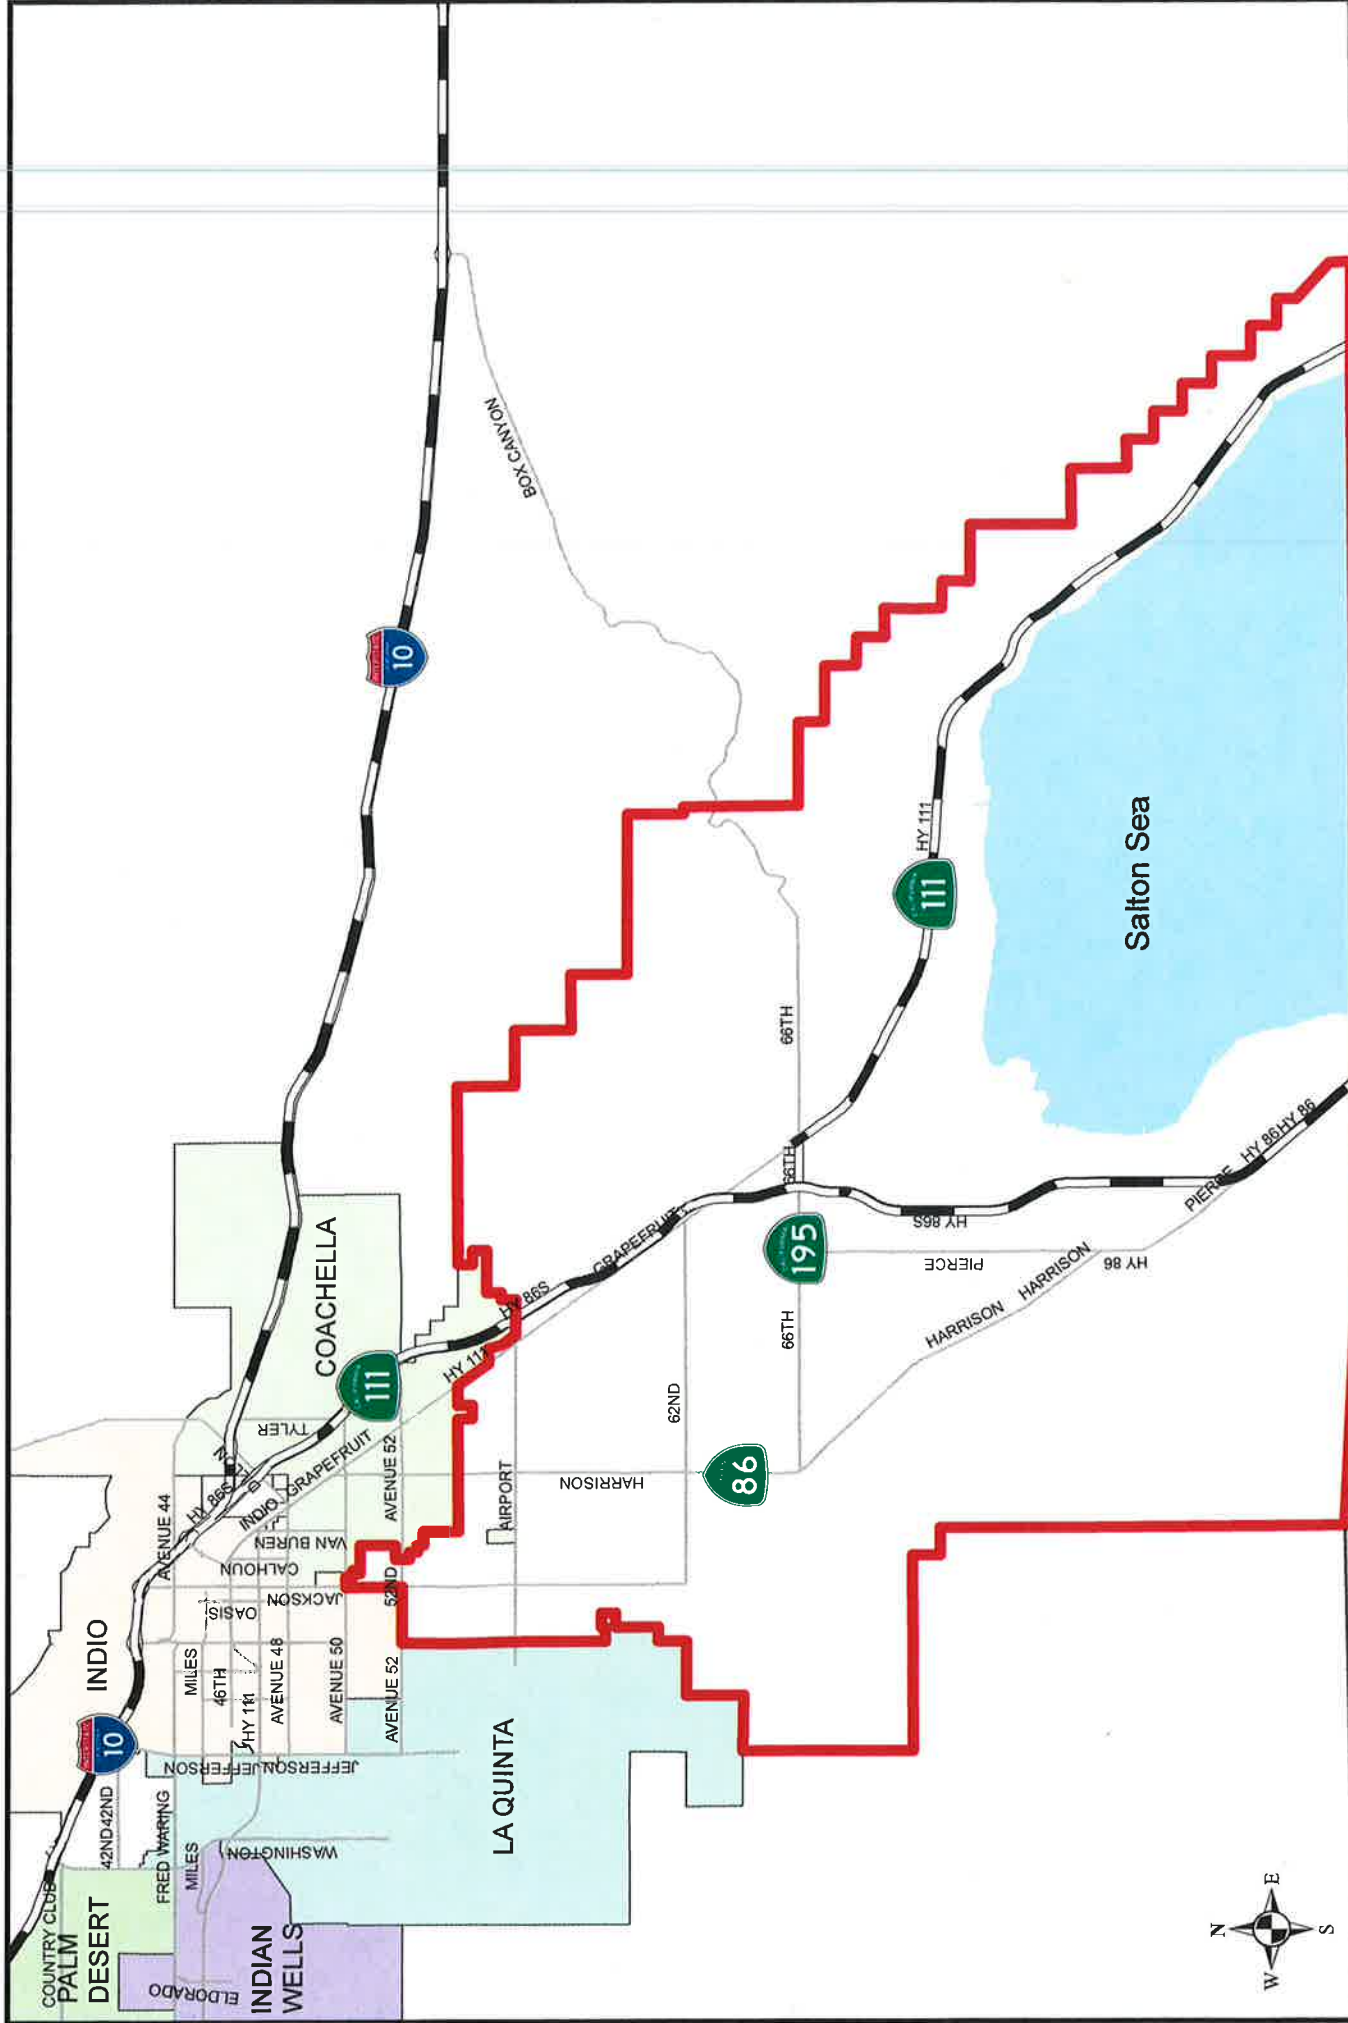 COUNTRY CLUB
PALM
DESERT
42ND
42ND
FRED WARING
MILES
ELDORADO
INDIAN
WELLS
WASHINGTON
LA QUINTA
10
INDIO
JEFFERSON
JEFFERSON
JEFFERSON
MILES
46TH
HY 111
AVENUE 48
AVENUE 50
AVENUE 52
OASIS
JACKSON
52ND
CALHOUN
VAN BUREN
AVENUE 44
HY 86S
INDIO
GRAPEFRUIT
DILLON
TYLER
AVENUE 52
COACHELLA
111
HY 111
HY 86S
GRAPEFRUIT
AIRPORT
HARRISON
62ND
86
66TH
195
66TH
66TH
HARRISON
HARRISON
PIERCE
HY 86
HY 86S
PIERCE
HY 86
HY 86
10
BOX CANYON
HY 111
111
Salton Sea
N
W
E
S